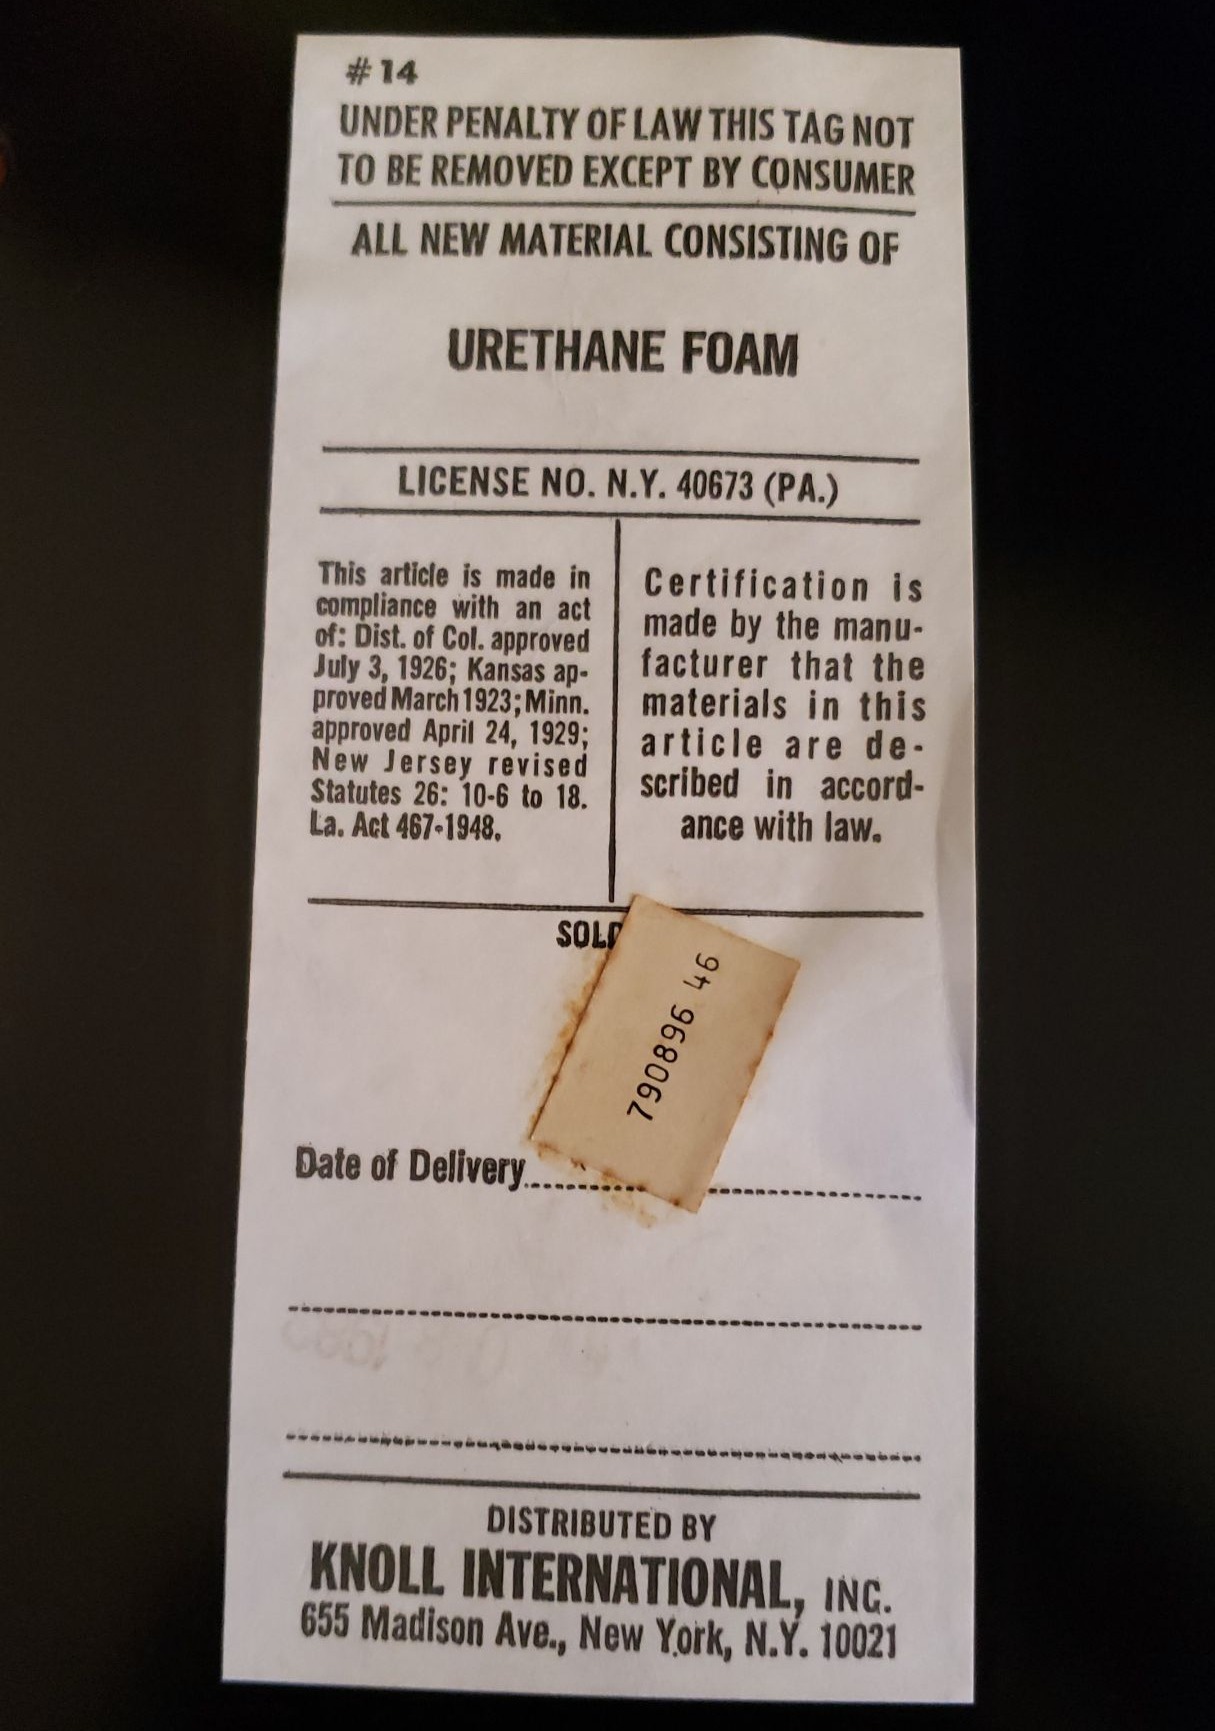 # 14
UNDER PENALTY OF LAW THIS TAG NOT
TO BE REMOVED EXCEPT BY CONSUMER
ALL NEW MATERIAL CONSISTING OF
URETHANE FOAM
LICENSE NO. N.Y. 40673 (PA.)
This article is made in
compliance with an act
of: Dist. of Col. approved
July 3, 1926; Kansas ap-
proved March 1923; Minn.
approved April 24, 1929;
New Jersey revised
Statutes 26: 10-6 to 18.
La. Act 467-1948.
Certification is
made by the manu-
facturer that the
materials in this
article are de-
scribed in accord-
ance with law.
790896 46
Date of Delivery
DISTRIBUTED BY
KNOLL INTERNATIONAL, INC.
655 Madison Ave., New York, N.Y. 10021